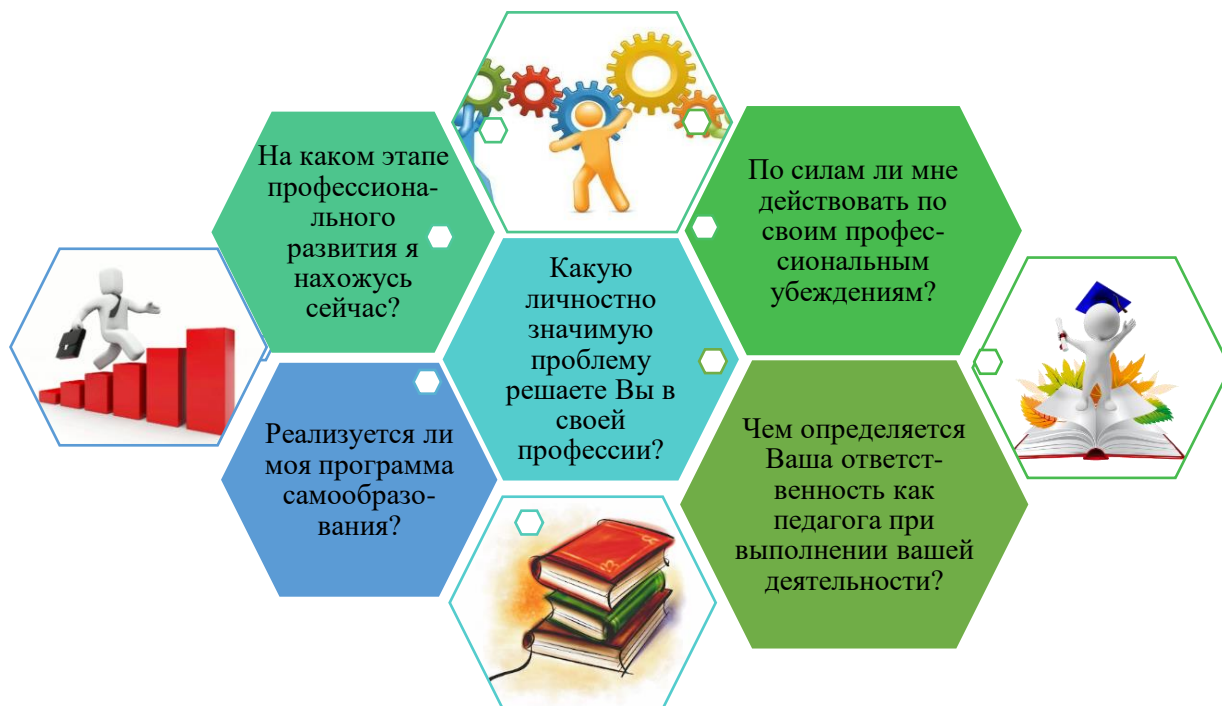 На каком этапе
профессиона-
льного
развития я
нахожусь
сейчас?
По силам ли мне
действовать по
своим профес-
сиональным
убеждениям?
Какую
личностно
значимую
проблему
решаете Вы в
своей
профессии?
Реализуется ли
моя программа
самообразо-
вания?
Чем определяется
Ваша ответст-
венность как
педагога при
выполнении вашей
деятельности?